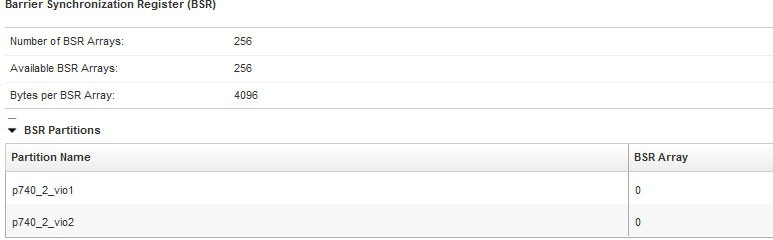 Barrier Synchronization Register (BSR)
Number of BSR Arrays: 256
Available BSR Arrays: 256
Bytes per BSR Array: 4096
BSR Partitions
Partition Name BSR Array
p740_2_vio1 0
p740_2_vio2 0